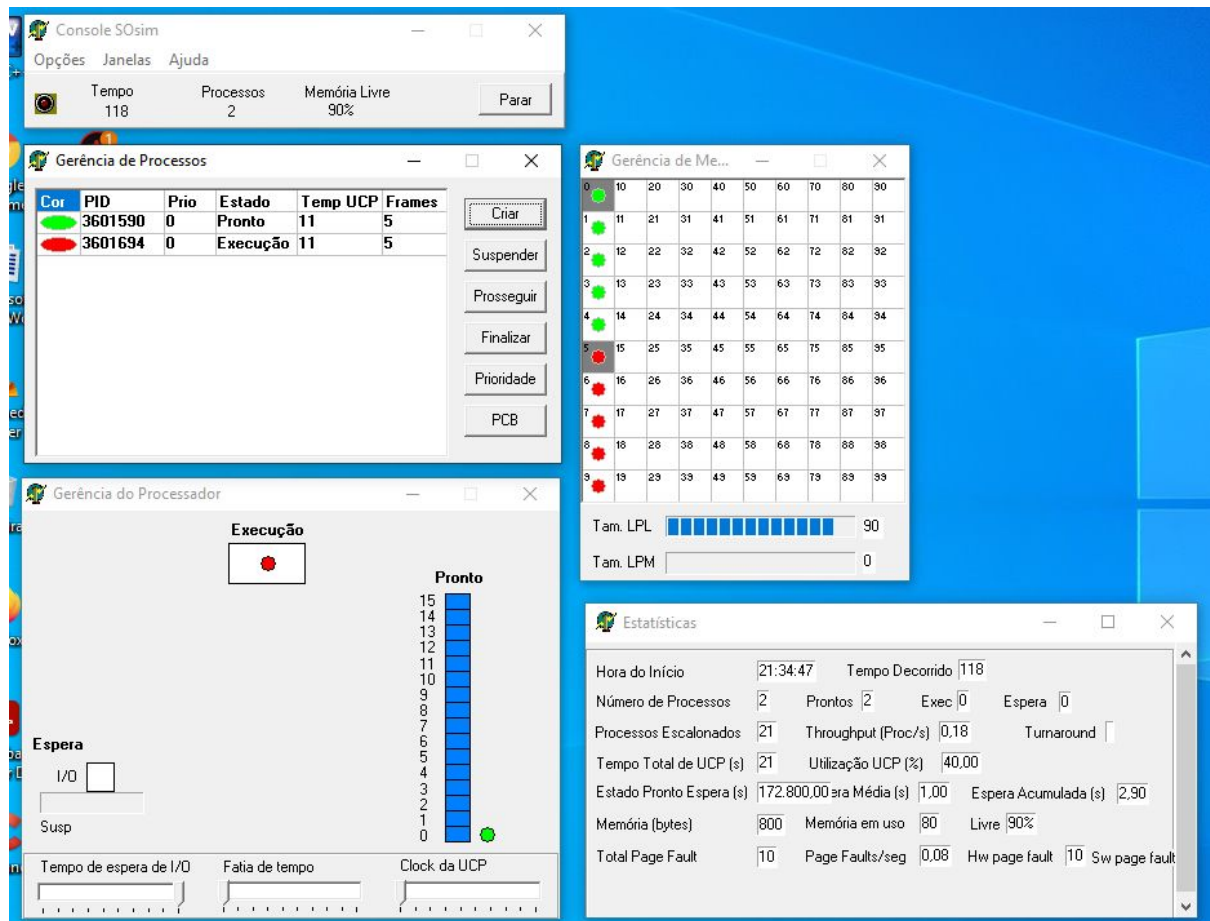 Console SOsim
Opções Janelas Ajuda
Tempo Processos Memória Livre
118 2 90% Parar
Gerência de Processos
Cor PID Prio Estado Temp UCP Frames
3601590 0 Pronto 11 5
3601694 0 Execução 11 5
Criar
Suspender
Prosseguir
Finalizar
Prioridade
PCB
Gerência de Me...
0 10 20 30 40 50 60 70 80 90
1 11 21 31 41 51 61 71 81 91
2 12 22 32 42 52 62 72 82 92
3 13 23 33 43 53 63 73 83 93
4 14 24 34 44 54 64 74 84 94
5 15 25 35 45 55 65 75 85 95
6 16 26 36 46 56 66 76 86 96
7 17 27 37 47 57 67 77 87 97
8 18 28 38 48 58 68 78 88 98
9 19 29 39 49 59 69 79 89 99
Tam. LPL 90
Tam. LPM 0
Gerência do Processador
Execução
Pronto
15
14
13
12
11
10
9
8
7
6
5
4
3
2
1
0
Espera
I/O
Susp
Tempo de espera de I/O Fatia de tempo Clock da UCP
Estatísticas
Hora do Início 21:34:47 Tempo Decorrido 118
Número de Processos 2 Prontos 2 Exec 0 Espera 0
Processos Escalonados 21 Throughput (Proc/s) 0,18 Turnaround
Tempo Total de UCP (s) 21 Utilização UCP (%) 40,00
Estado Pronto Espera (s) 172.800,00 era Média (s) 1,00 Espera Acumulada (s) 2,90
Memória (bytes) 800 Memória em uso 80 Livre 90%
Total Page Fault 10 Page Faults/seg 0,08 Hw page fault 10 Sw page fault